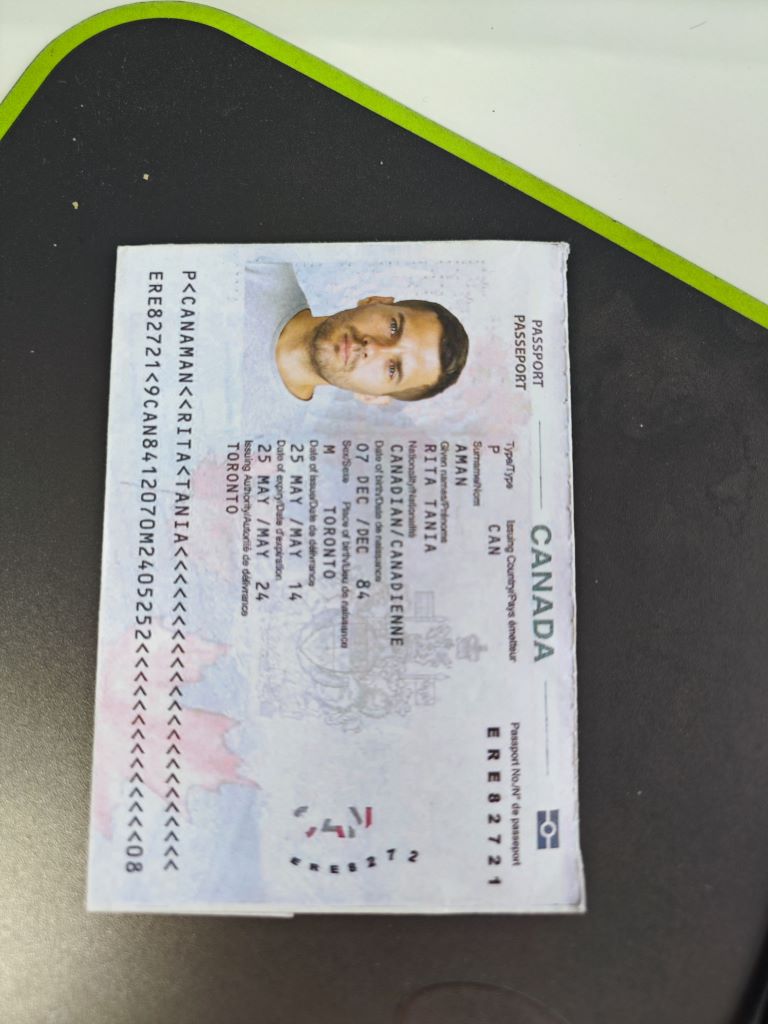 PASSPORT
PASSEPORT
CANADA
Type/Type
Issuing Country/Pays émetteur
Passport No./N° de passeport
P
CAN
ERE82721
Surname/Nom
AMAN
Given names/Prénoms
RITA TANIA
Nationality/Nationalité
CANADIAN/CANADIENNE
Date of birth/Date de naissance
07 DEC /DEC 84
Sex/Sexe Place of birth/Lieu de naissance
M TORONTO
Date of issue/Date de délivrance
25 MAY /MAY 14
Date of expiry/Date d'expiration
25 MAY /MAY 24
Issuing Authority/Autorité de délivrance
TORONTO
ERE8272
P<CANAMAN<<RITA<TANIA<<<<<<<<<<<<<<<<<<<<<<<
ERE82721<9CAN8412070M2405252<<<<<<<<<<<<<<08